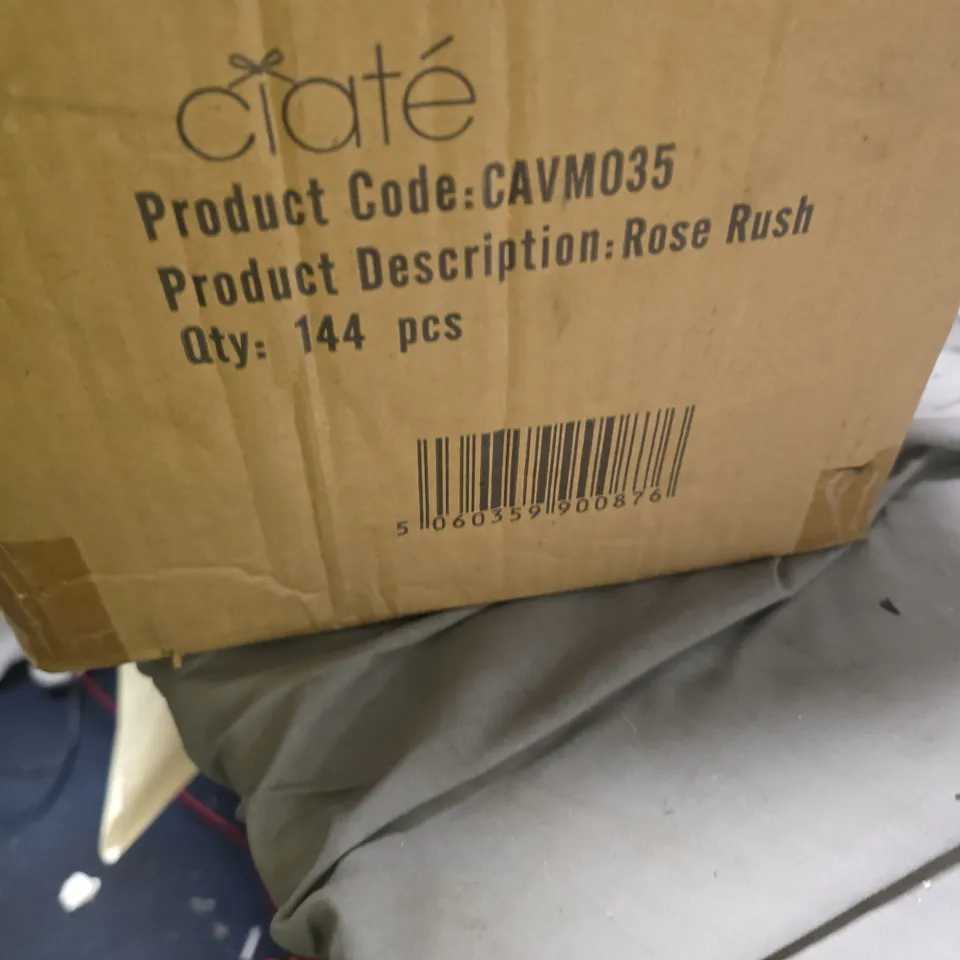 ciaté
Product Code:CAVM035
Product Description:Rose Rush
Qty: 144 pcs
5 060359 900876